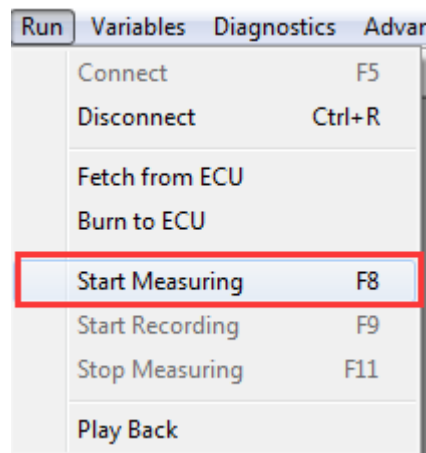 Run Variables Diagnostics Advar
Connect F5
Disconnect Ctrl+R
Fetch from ECU
Burn to ECU
Start Measuring F8
Start Recording F9
Stop Measuring F11
Play Back